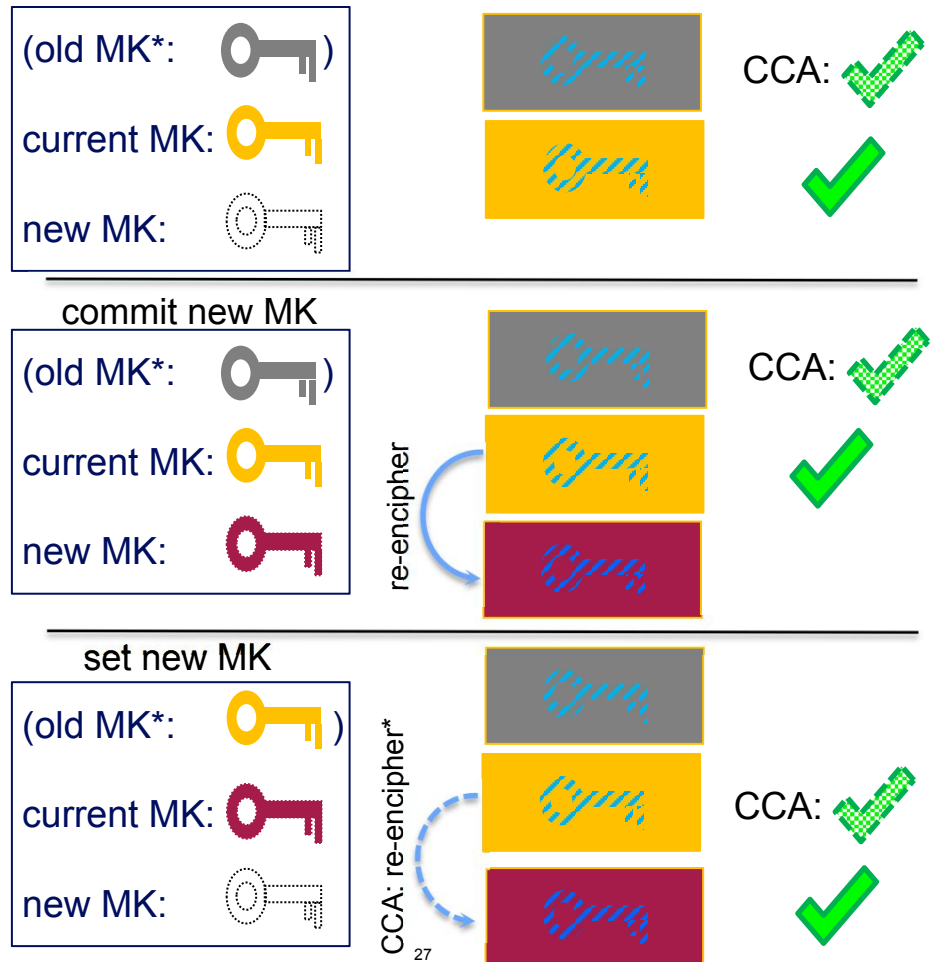 (old MK*: )
CCA:
current MK:
new MK:
commit new MK
(old MK*: )
CCA:
current MK:
re-encipher
new MK:
set new MK
(old MK*: )
CCA: re-encipher*
current MK:
CCA:
new MK:
27